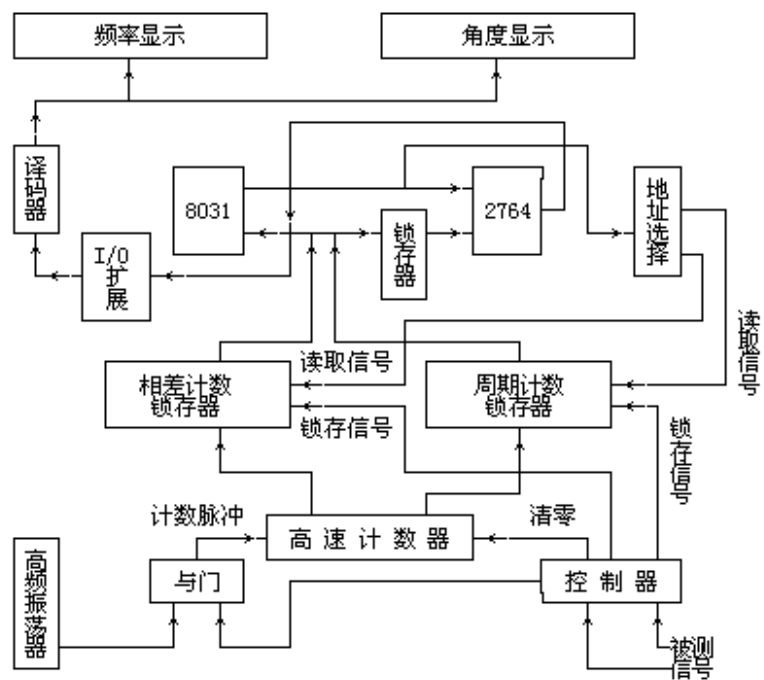 频率显示
角度显示
译码器
8031
2764
地址选择
I/O
扩展
锁存器
读取信号
读取信号
相差计数
锁存器
周期计数
锁存器
锁存信号
锁存信号
计数脉冲
清零
高速计数器
高频振荡器
与门
控制器
被测
信号